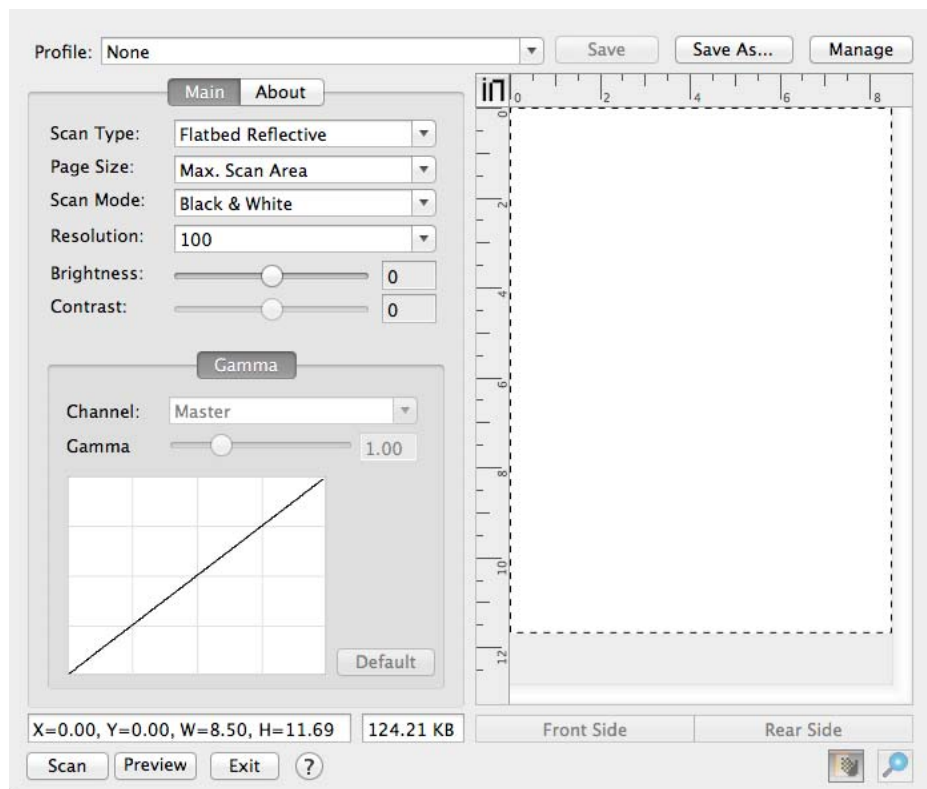 Profile: None Save Save As... Manage
Main About
Scan Type: Flatbed Reflective
Page Size: Max. Scan Area
Scan Mode: Black & White
Resolution: 100
Brightness: 0
Contrast: 0
Gamma
Channel: Master
Gamma 1.00
Default
X=0.00, Y=0.00, W=8.50, H=11.69 124.21 KB
Scan Preview Exit ?
in 0 2 4 6 8
0
2
4
6
8
10
12
Front Side Rear Side